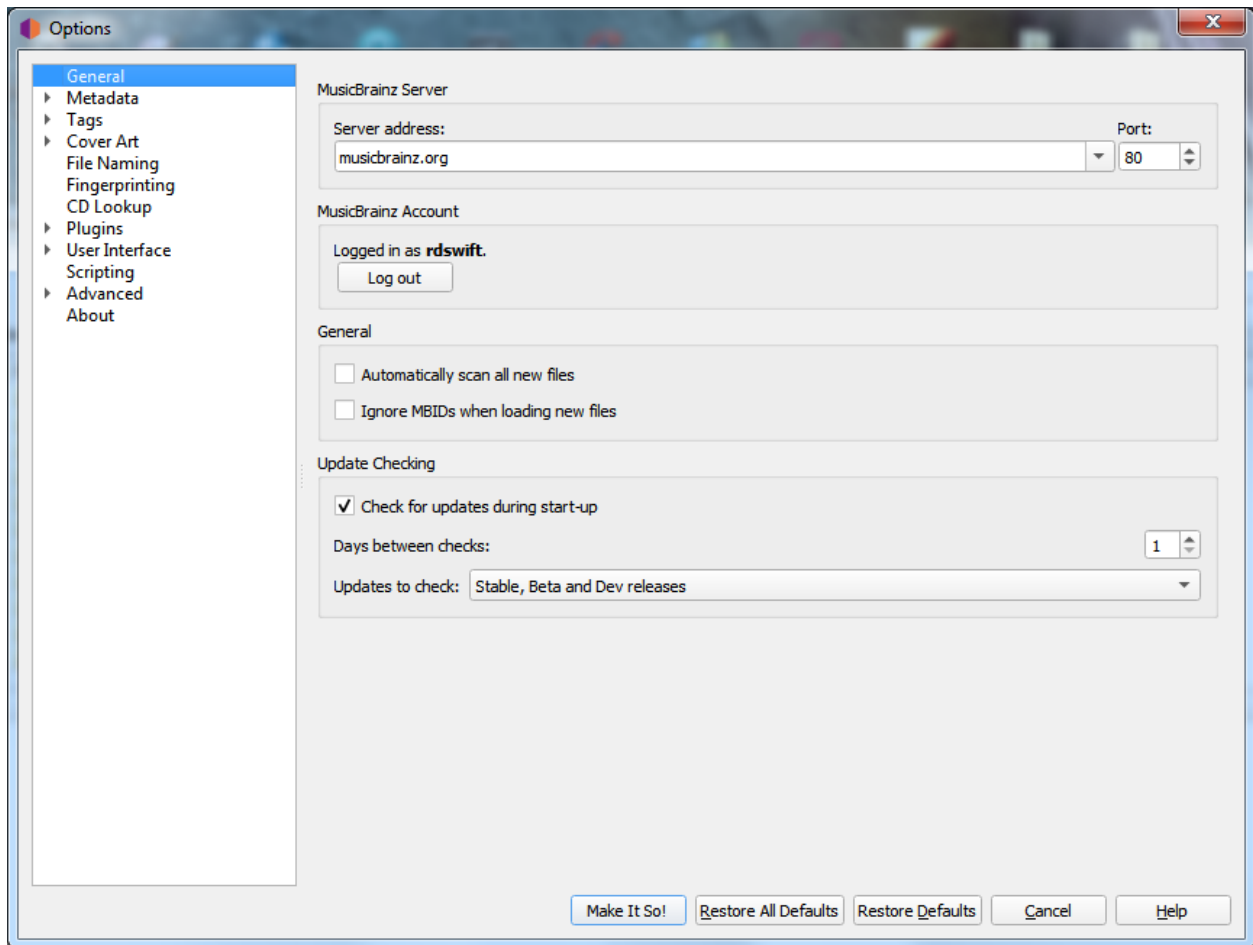 Options
General
Metadata
Tags
Cover Art
File Naming
Fingerprinting
CD Lookup
Plugins
User Interface
Scripting
Advanced
About
MusicBrainz Server
Server address: Port:
musicbrainz.org 80
MusicBrainz Account
Logged in as rdswift.
Log out
General
Automatically scan all new files
Ignore MBIDs when loading new files
Update Checking
Check for updates during start-up
Days between checks: 1
Updates to check: Stable, Beta and Dev releases
Make It So! Restore All Defaults Restore Defaults Cancel Help